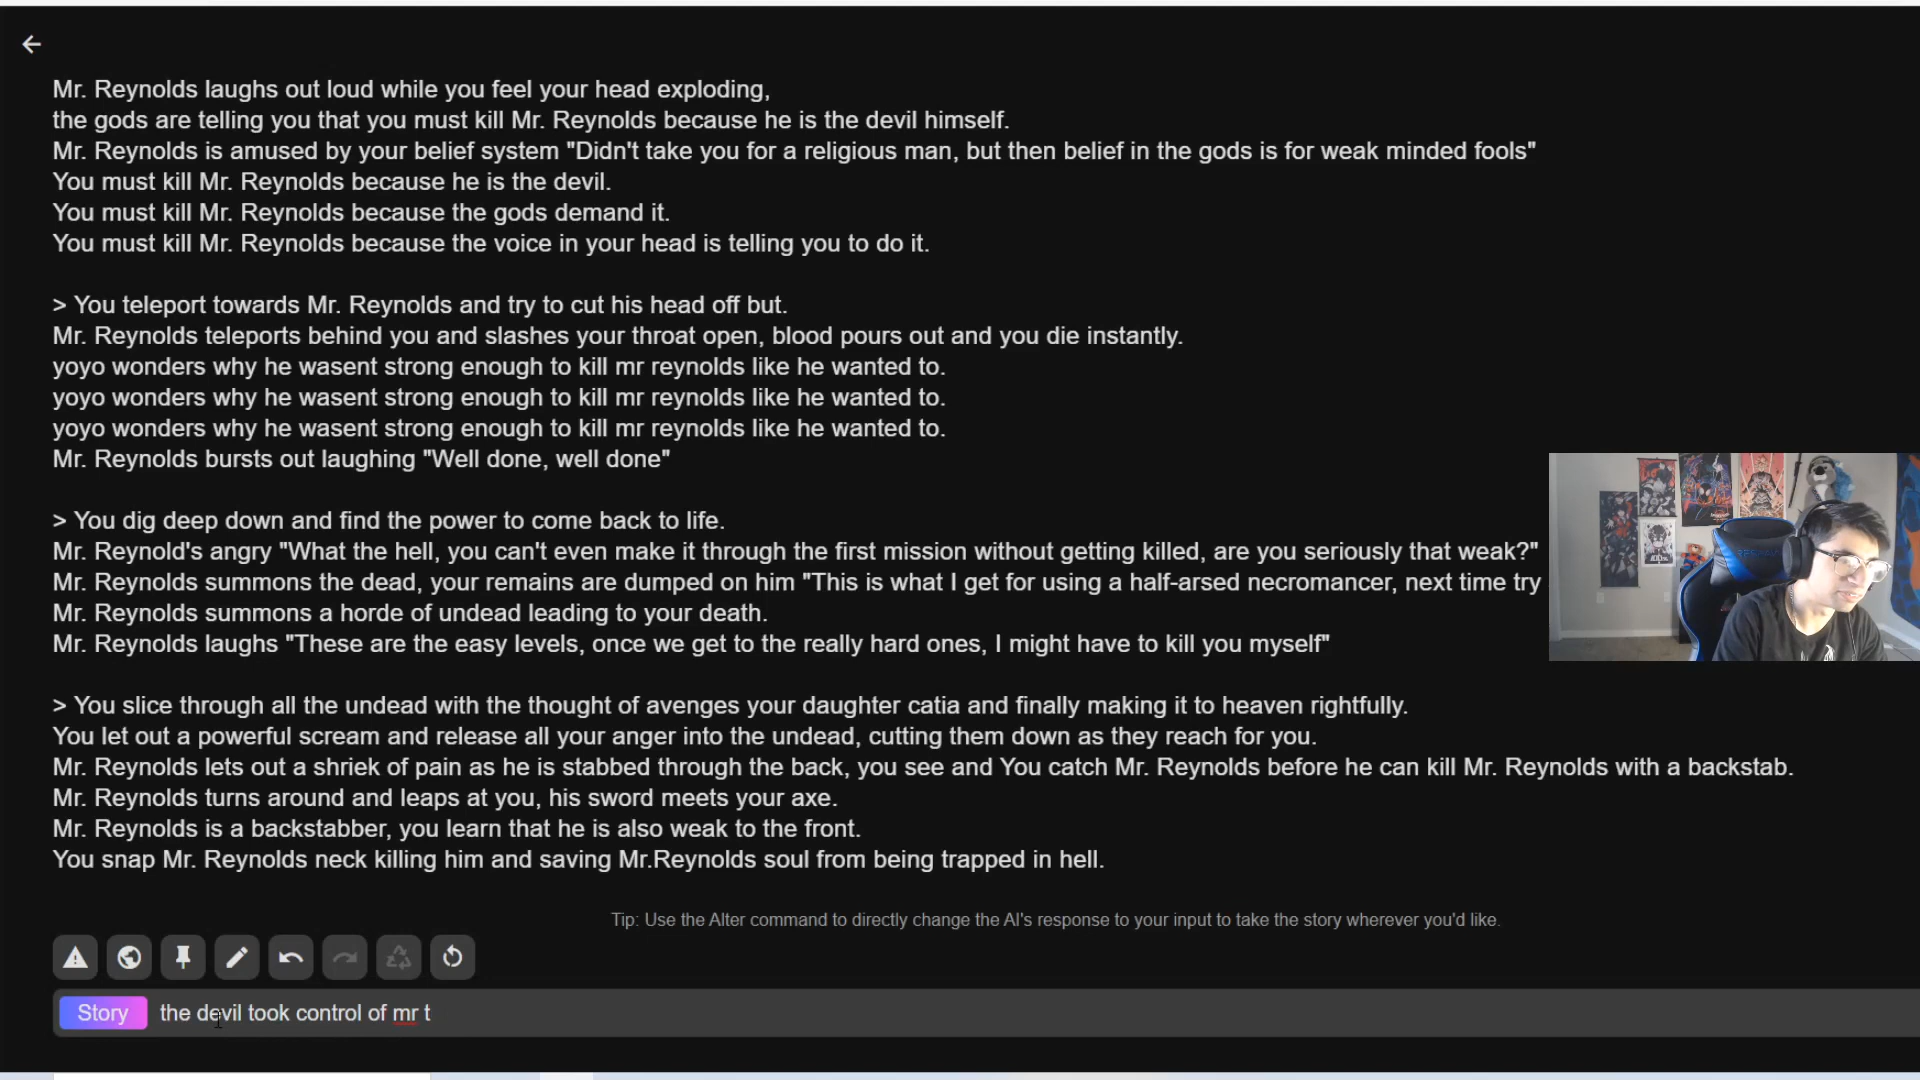 Mr. Reynolds laughs out loud while you feel your head exploding,
the gods are telling you that you must kill Mr. Reynolds because he is the devil himself.
Mr. Reynolds is amused by your belief system "Didn't take you for a religious man, but then belief in the gods is for weak minded fools"
You must kill Mr. Reynolds because he is the devil.
You must kill Mr. Reynolds because the gods demand it.
You must kill Mr. Reynolds because the voice in your head is telling you to do it.
> You teleport towards Mr. Reynolds and try to cut his head off but.
Mr. Reynolds teleports behind you and slashes your throat open, blood pours out and you die instantly.
yoyo wonders why he wasent strong enough to kill mr reynolds like he wanted to.
yoyo wonders why he wasent strong enough to kill mr reynolds like he wanted to.
yoyo wonders why he wasent strong enough to kill mr reynolds like he wanted to.
Mr. Reynolds bursts out laughing "Well done, well done"
> You dig deep down and find the power to come back to life.
Mr. Reynold's angry "What the hell, you can't even make it through the first mission without getting killed, are you seriously that weak?"
Mr. Reynolds summons the dead, your remains are dumped on him "This is what I get for using a half-arsed necromancer, next time try
Mr. Reynolds summons a horde of undead leading to your death.
Mr. Reynolds laughs "These are the easy levels, once we get to the really hard ones, I might have to kill you myself"
> You slice through all the undead with the thought of avenges your daughter catia and finally making it to heaven rightfully.
You let out a powerful scream and release all your anger into the undead, cutting them down as they reach for you.
Mr. Reynolds lets out a shriek of pain as he is stabbed through the back, you see and You catch Mr. Reynolds before he can kill Mr. Reynolds with a backstab.
Mr. Reynolds turns around and leaps at you, his sword meets your axe.
Mr. Reynolds is a backstabber, you learn that he is also weak to the front.
You snap Mr. Reynolds neck killing him and saving Mr.Reynolds soul from being trapped in hell.
Tip: Use the Alter command to directly change the AI's response to your input to take the story wherever you'd like.
Story the devil took control of mr t